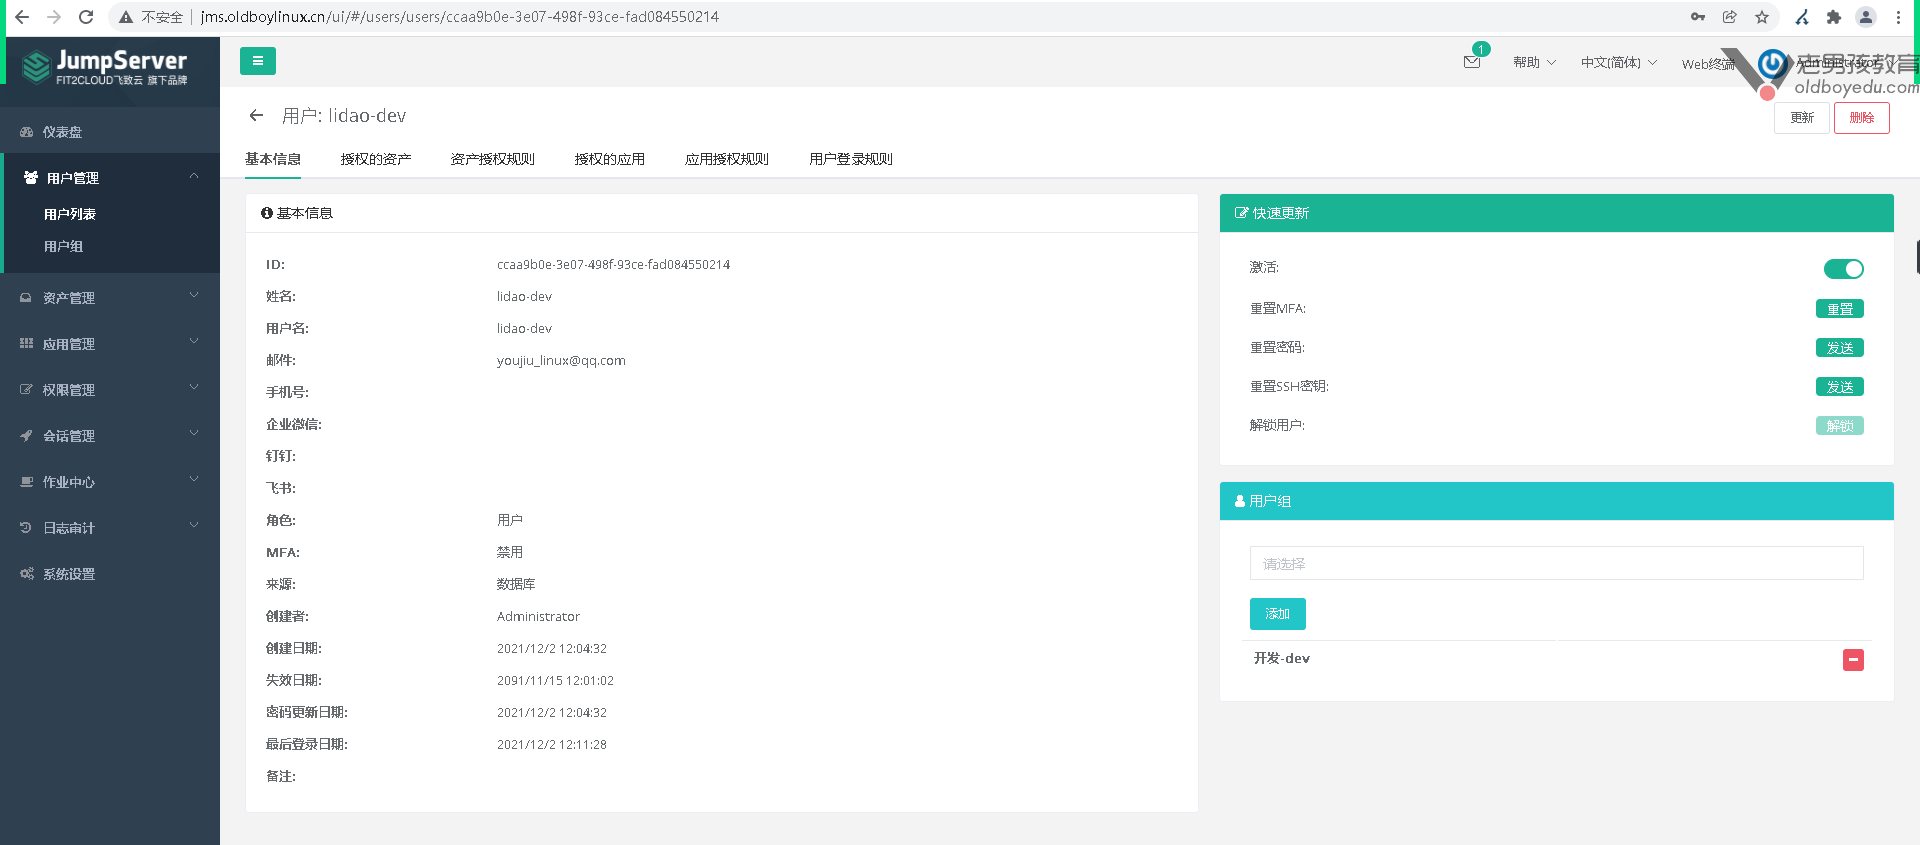 不安全 jms.oldboylinux.cn/ui/#/users/users/ccaa9b0e-3e07-498f-93ce-fad084550214
JumpServer
FIT2CLOUD飞致云 旗下品牌
1
帮助
中文(简体)
Web终端
Administrator
老男孩教育
oldboyedu.com
仪表盘
用户管理
用户列表
用户组
资产管理
应用管理
权限管理
会话管理
作业中心
日志审计
系统设置
用户: lidao-dev
更新
删除
基本信息
授权的资产
资产授权规则
授权的应用
应用授权规则
用户登录规则
基本信息
ID: ccaa9b0e-3e07-498f-93ce-fad084550214
姓名: lidao-dev
用户名: lidao-dev
邮件: youjiu_linux@qq.com
手机号:
企业微信:
钉钉:
飞书:
角色: 用户
MFA: 禁用
来源: 数据库
创建者: Administrator
创建日期: 2021/12/2 12:04:32
失效日期: 2091/11/15 12:01:02
密码更新日期: 2021/12/2 12:04:32
最后登录日期: 2021/12/2 12:11:28
备注:
快速更新
激活:
重置MFA: 重置
重置密码: 发送
重置SSH密钥: 发送
解锁用户: 解锁
用户组
请选择
添加
开发-dev